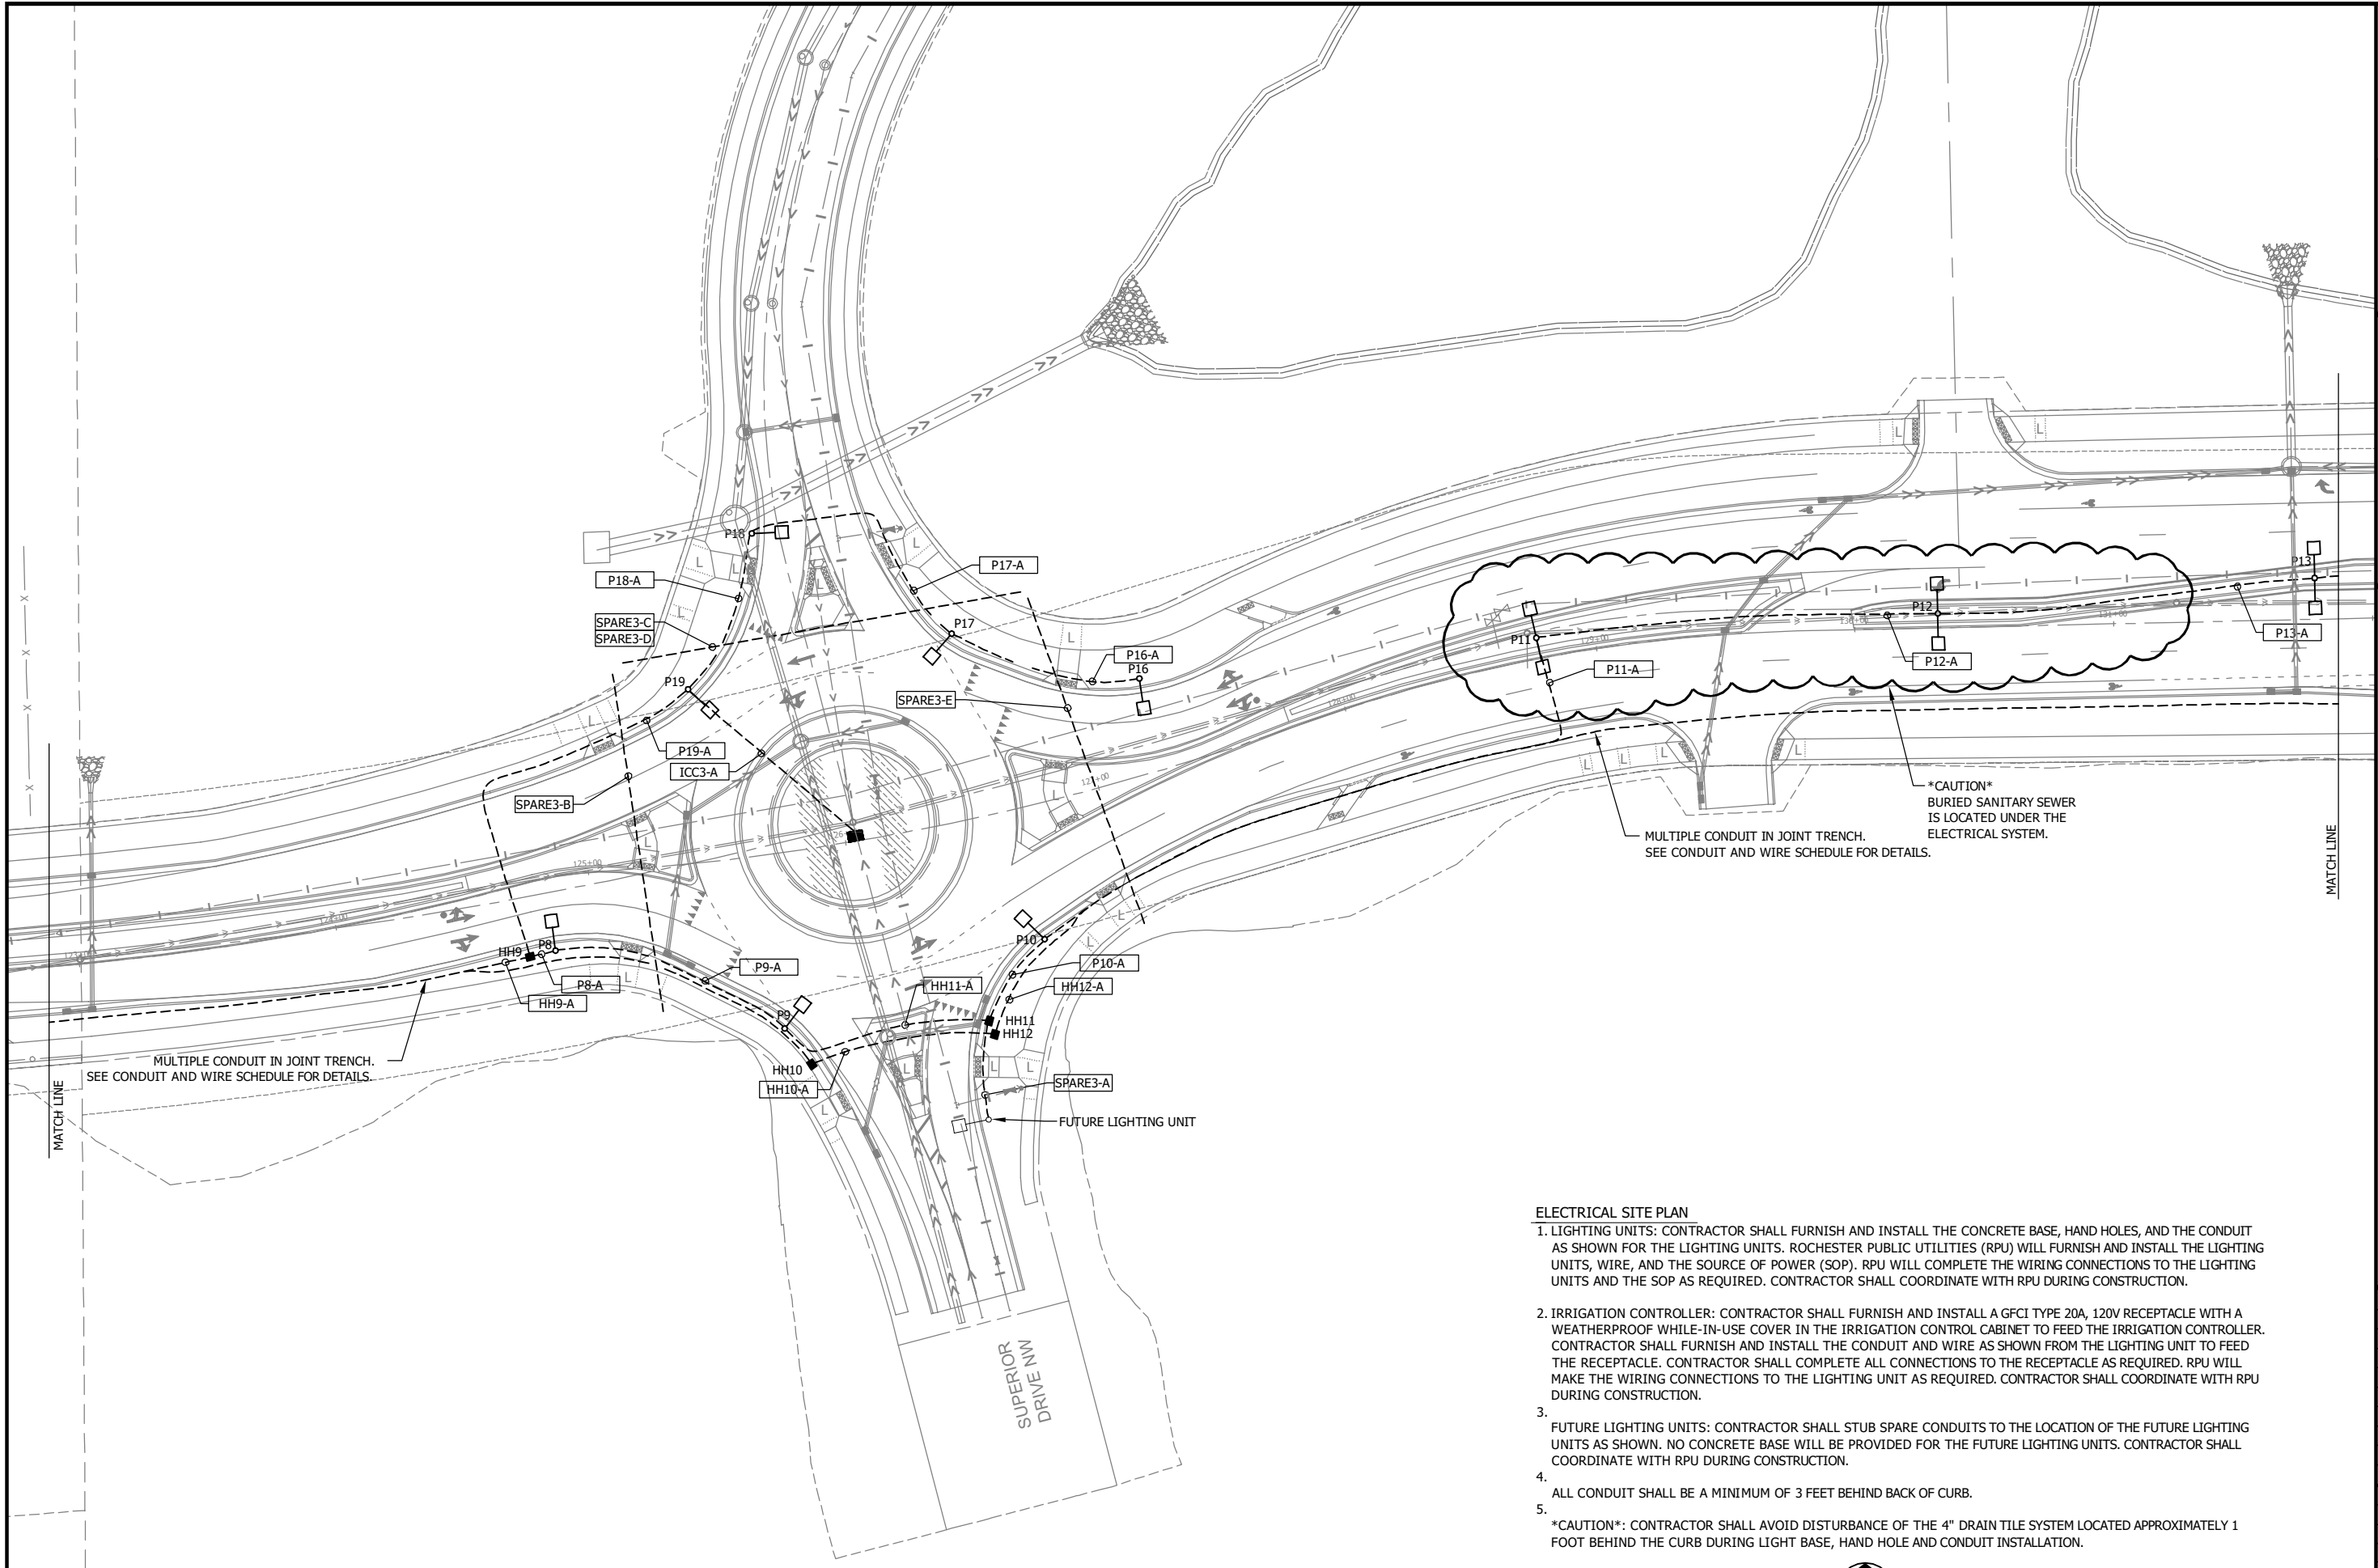 P18
P17-A
P18-A
SPARE3-C
SPARE3-D
P17
P16-A
P16
P19
SPARE3-E
P19-A
ICC3-A
SPARE3-B
P11
P11-A
P12
P12-A
P13
P13-A
129+00
130+00
131+00
128+00
127+00
125+00
124+00
*CAUTION*
BURIED SANITARY SEWER
IS LOCATED UNDER THE
ELECTRICAL SYSTEM.
MULTIPLE CONDUIT IN JOINT TRENCH.
SEE CONDUIT AND WIRE SCHEDULE FOR DETAILS.
MATCH LINE
HH9
P8
P8-A
HH9-A
P9-A
P9
P10
P10-A
HH12-A
HH11-A
HH11
HH12
HH10
HH10-A
SPARE3-A
FUTURE LIGHTING UNIT
MULTIPLE CONDUIT IN JOINT TRENCH.
SEE CONDUIT AND WIRE SCHEDULE FOR DETAILS.
MATCH LINE
SUPERIOR
DRIVE NW
ELECTRICAL SITE PLAN
1. LIGHTING UNITS: CONTRACTOR SHALL FURNISH AND INSTALL THE CONCRETE BASE, HAND HOLES, AND THE CONDUIT
AS SHOWN FOR THE LIGHTING UNITS. ROCHESTER PUBLIC UTILITIES (RPU) WILL FURNISH AND INSTALL THE LIGHTING
UNITS, WIRE, AND THE SOURCE OF POWER (SOP). RPU WILL COMPLETE THE WIRING CONNECTIONS TO THE LIGHTING
UNITS AND THE SOP AS REQUIRED. CONTRACTOR SHALL COORDINATE WITH RPU DURING CONSTRUCTION.
2. IRRIGATION CONTROLLER: CONTRACTOR SHALL FURNISH AND INSTALL A GFCI TYPE 20A, 120V RECEPTACLE WITH A
WEATHERPROOF WHILE-IN-USE COVER IN THE IRRIGATION CONTROL CABINET TO FEED THE IRRIGATION CONTROLLER.
CONTRACTOR SHALL FURNISH AND INSTALL THE CONDUIT AND WIRE AS SHOWN FROM THE LIGHTING UNIT TO FEED
THE RECEPTACLE. CONTRACTOR SHALL COMPLETE ALL CONNECTIONS TO THE RECEPTACLE AS REQUIRED. RPU WILL
MAKE THE WIRING CONNECTIONS TO THE LIGHTING UNIT AS REQUIRED. CONTRACTOR SHALL COORDINATE WITH RPU
DURING CONSTRUCTION.
3.
FUTURE LIGHTING UNITS: CONTRACTOR SHALL STUB SPARE CONDUITS TO THE LOCATION OF THE FUTURE LIGHTING
UNITS AS SHOWN. NO CONCRETE BASE WILL BE PROVIDED FOR THE FUTURE LIGHTING UNITS. CONTRACTOR SHALL
COORDINATE WITH RPU DURING CONSTRUCTION.
4.
ALL CONDUIT SHALL BE A MINIMUM OF 3 FEET BEHIND BACK OF CURB.
5.
*CAUTION*: CONTRACTOR SHALL AVOID DISTURBANCE OF THE 4" DRAIN TILE SYSTEM LOCATED APPROXIMATELY 1
FOOT BEHIND THE CURB DURING LIGHT BASE, HAND HOLE AND CONDUIT INSTALLATION.